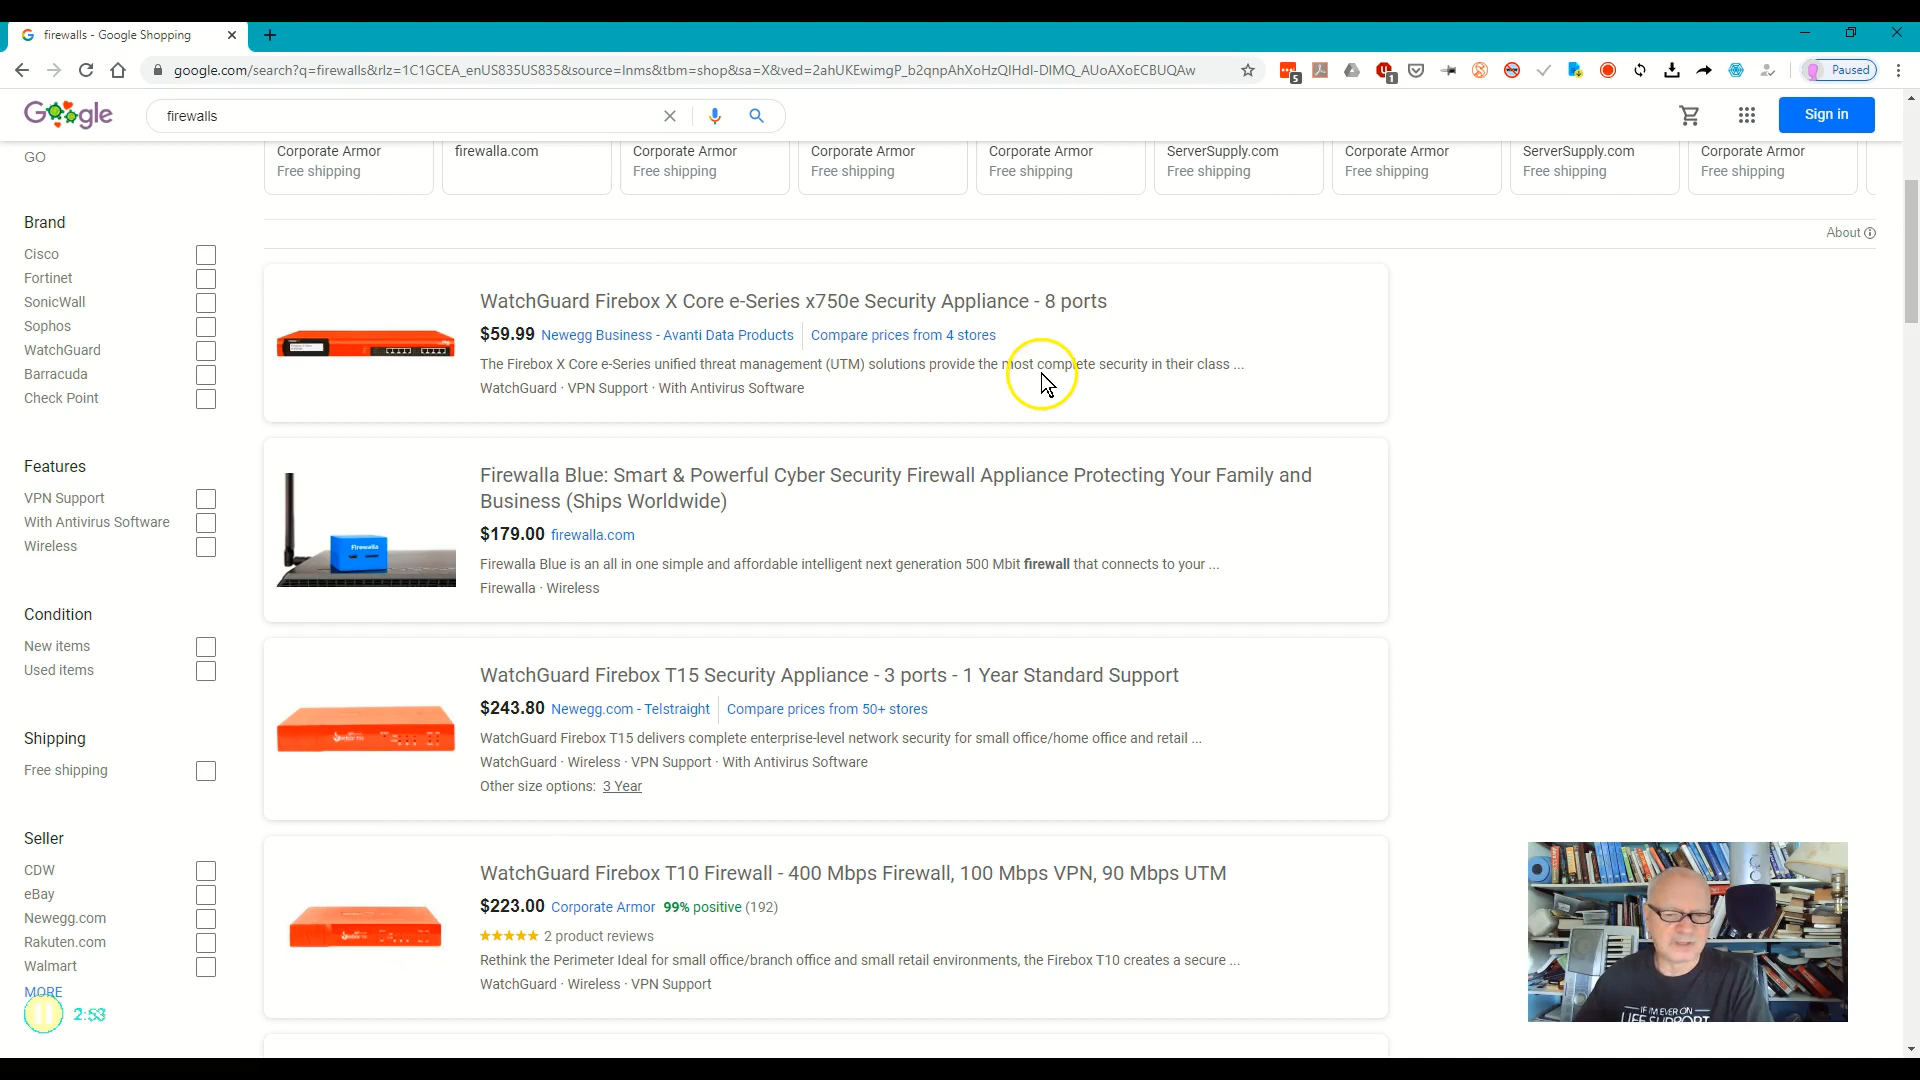 firewalls - Google Shopping
google.com/search?q=firewalls&rlz=1C1GCEA_enUS835US835&source=lnms&tbm=shop&sa=X&ved=2ahUKEwimgP_b2qnpAhXoHzQIHdI-DIMQ_AUoAXoECBUQAw
5
1
Paused
Google
firewalls
Sign in
GO
Corporate Armor
Free shipping
firewalla.com
Corporate Armor
Free shipping
Corporate Armor
Free shipping
Corporate Armor
Free shipping
ServerSupply.com
Free shipping
Corporate Armor
Free shipping
ServerSupply.com
Free shipping
Corporate Armor
Free shipping
About
Brand
Cisco
Fortinet
SonicWall
Sophos
WatchGuard
Barracuda
Check Point
Features
VPN Support
With Antivirus Software
Wireless
Condition
New items
Used items
Shipping
Free shipping
Seller
CDW
eBay
Newegg.com
Rakuten.com
Walmart
MORE
2:53
WatchGuard Firebox X Core e-Series x750e Security Appliance - 8 ports
$59.99 Newegg Business - Avanti Data Products Compare prices from 4 stores
The Firebox X Core e-Series unified threat management (UTM) solutions provide the most complete security in their class ...
WatchGuard · VPN Support · With Antivirus Software
Firewalla Blue: Smart & Powerful Cyber Security Firewall Appliance Protecting Your Family and
Business (Ships Worldwide)
$179.00 firewalla.com
Firewalla Blue is an all in one simple and affordable intelligent next generation 500 Mbit firewall that connects to your ...
Firewalla · Wireless
Firewalla
WatchGuard Firebox T15 Security Appliance - 3 ports - 1 Year Standard Support
$243.80 Newegg.com - Telstraight Compare prices from 50+ stores
WatchGuard Firebox T15 delivers complete enterprise-level network security for small office/home office and retail ...
WatchGuard · Wireless · VPN Support · With Antivirus Software
Other size options: 3 Year
WatchGuard Firebox T10 Firewall - 400 Mbps Firewall, 100 Mbps VPN, 90 Mbps UTM
$223.00 Corporate Armor 99% positive (192)
2 product reviews
Rethink the Perimeter Ideal for small office/branch office and small retail environments, the Firebox T10 creates a secure ...
WatchGuard · Wireless · VPN Support
IF I'M EVER ON
LIFE SUPPORT